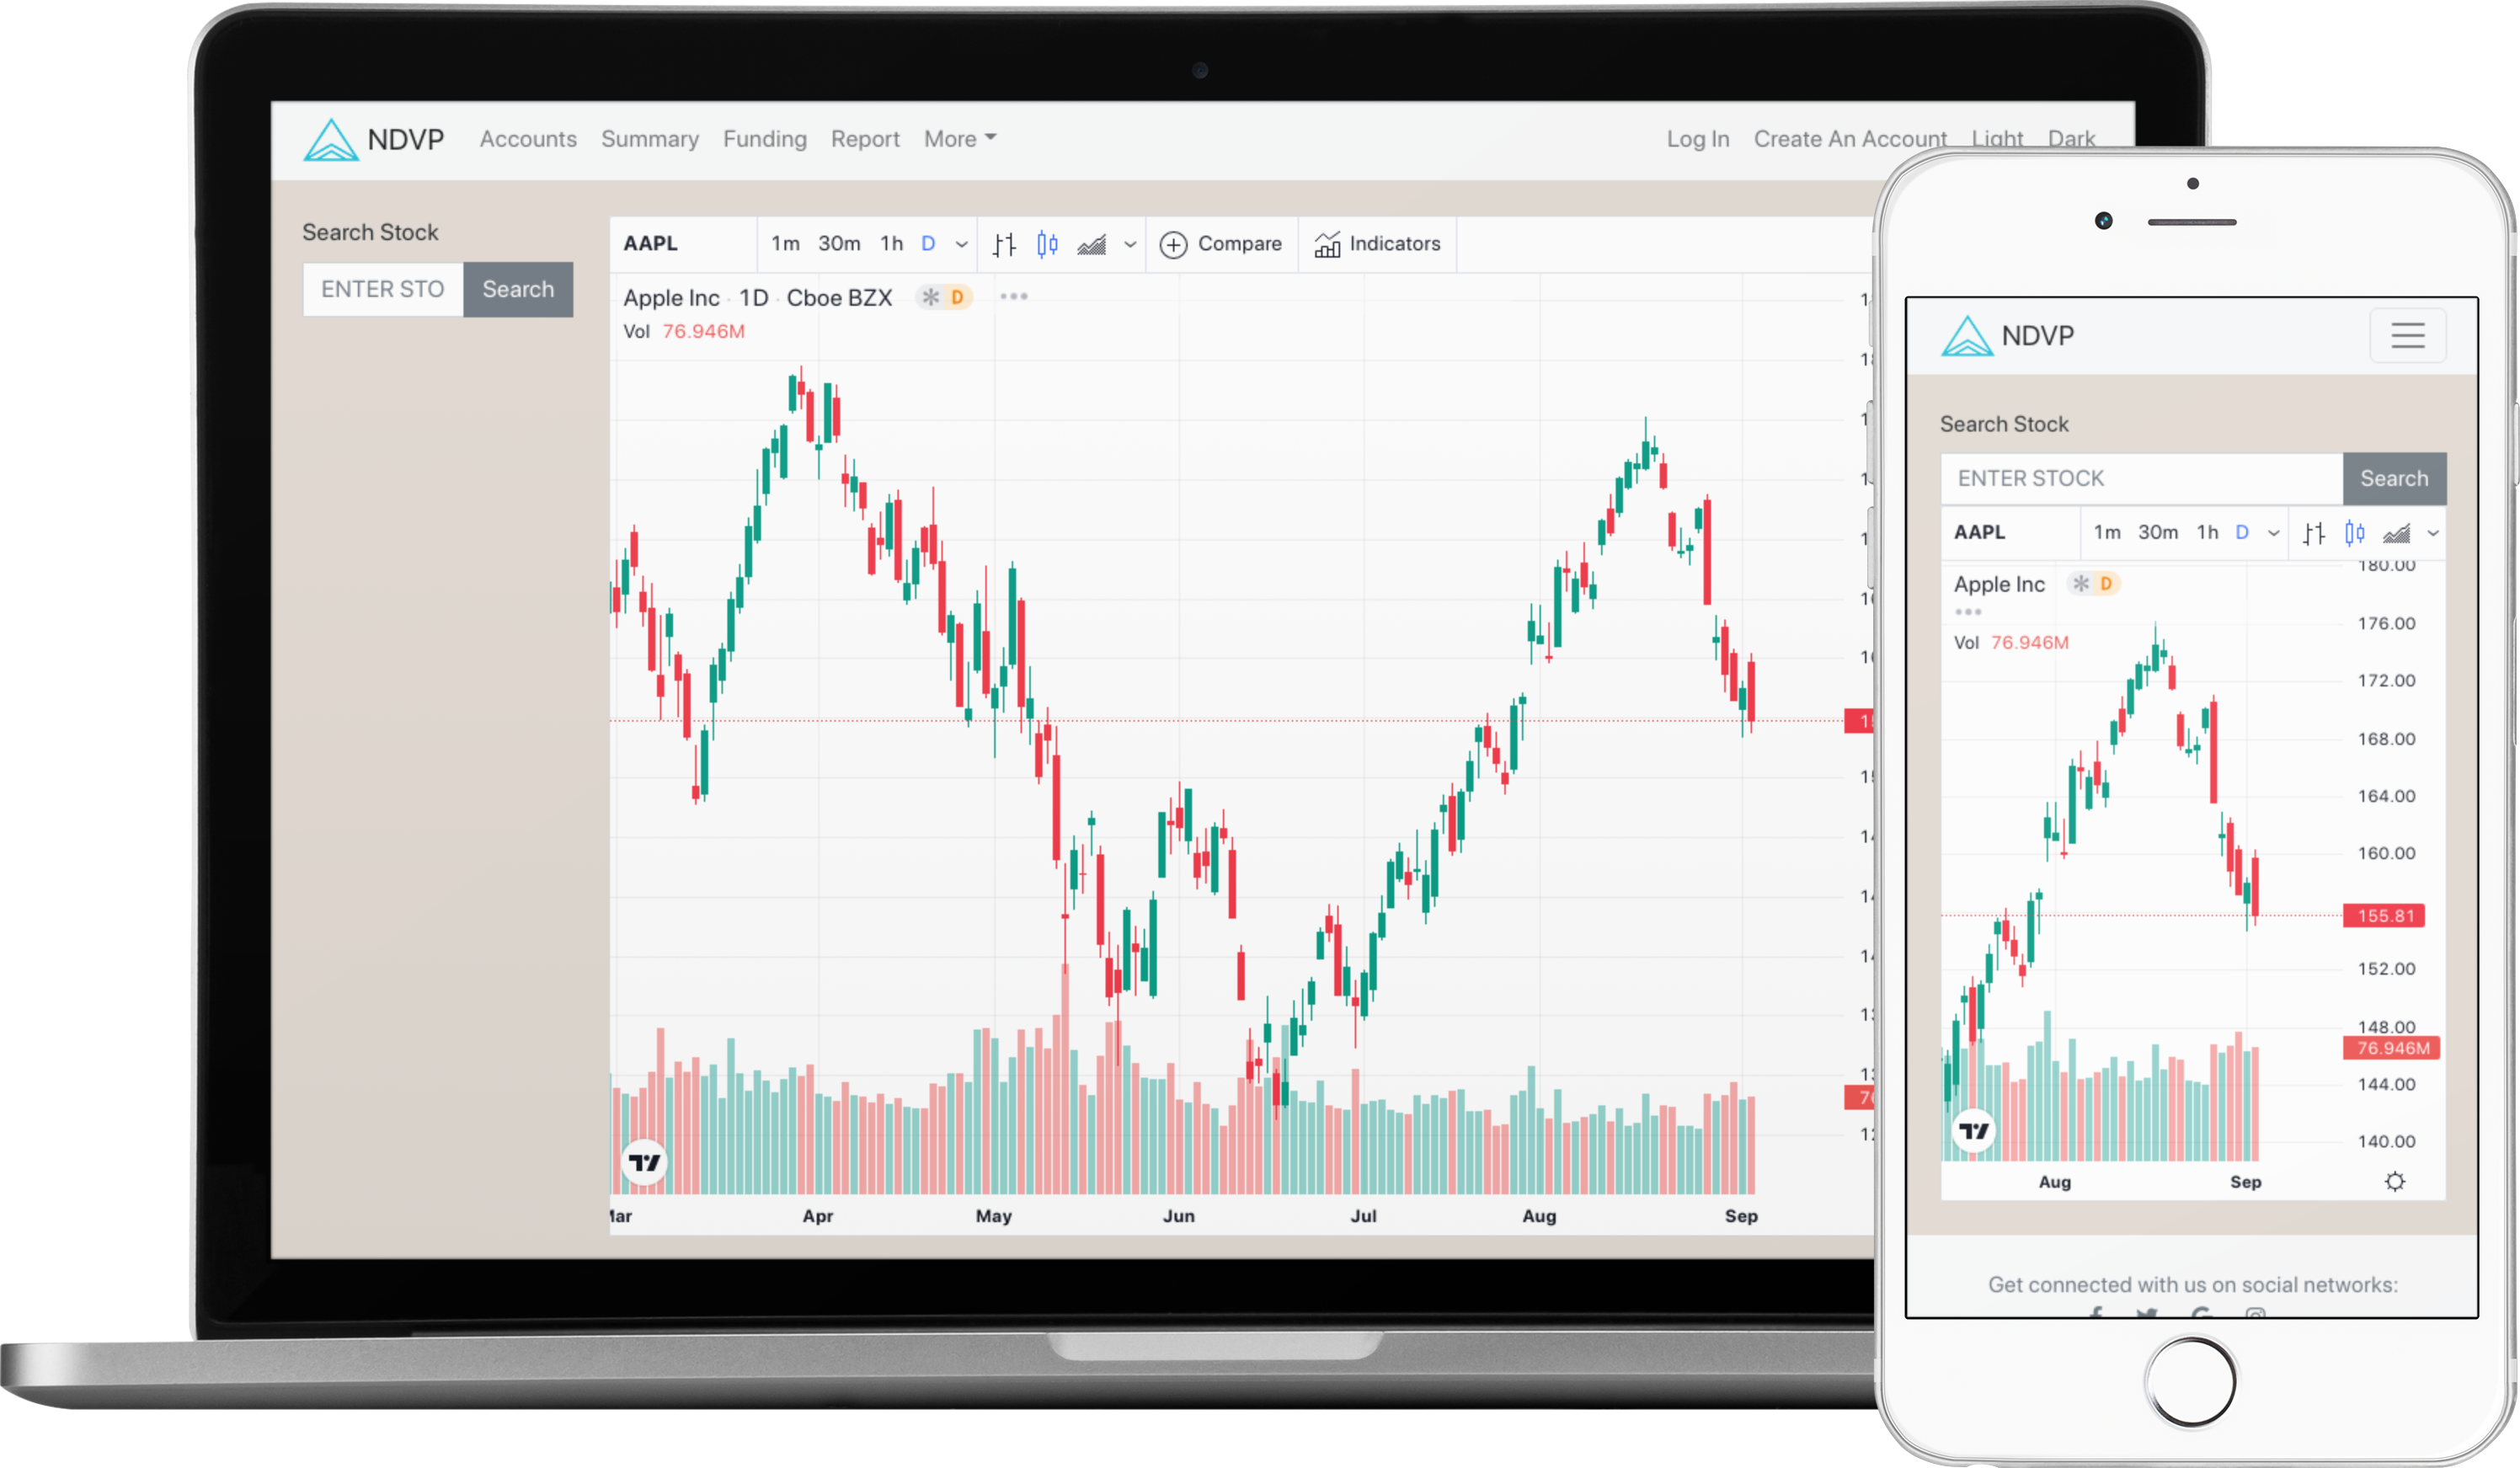 NDVP Accounts Summary Funding Report More Log In Create An Account Light Dark
Search Stock
ENTER STO Search
AAPL 1m 30m 1h D Compare Indicators
Apple Inc · 1D · Cboe BZX D
Vol 76.946M
Apr May Jun Jul Aug Sep
NDVP
Search Stock
ENTER STOCK Search
AAPL 1m 30m 1h D
180.00
Apple Inc D
176.00
Vol 76.946M
172.00
168.00
164.00
160.00
155.81
152.00
148.00
76.946M
144.00
140.00
Aug Sep
Get connected with us on social networks: